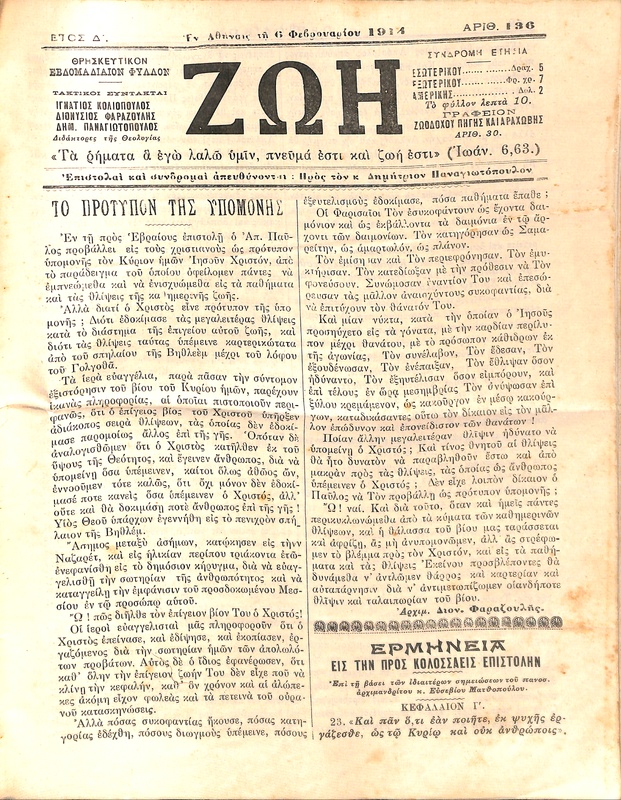 ΕΤΟΣ Δ΄.
Ἐν Ἀθήναις τῇ 6 Φεβρουαρίου 1914
ΑΡΙΘ. 136
ΘΡΗΣΚΕΥΤΙΚΟΝ
ΕΒΔΟΜΑΔΙΑΙΟΝ ΦΥΛΛΟΝ
ΤΑΚΤΙΚΟΙ ΣΥΝΤΑΚΤΑΙ
ΙΓΝΑΤΙΟΣ ΚΟΛΙΟΠΟΥΛΟΣ
ΔΙΟΝΥΣΙΟΣ ΦΑΡΑΖΟΥΛΗΣ
ΔΗΜ. ΠΑΝΑΓΙΩΤΟΠΟΥΛΟΣ
Διδάκτορες τῆς Θεολογίας
ΖΩΗ
ΣΥΝΔΡΟΜΗ ΕΤΗΣΙΑ
ΕΣΩΤΕΡΙΚΟΥ......... Δραχ. 5
ΕΞΩΤΕΡΙΚΟΥ......... Φρ. χρ. 7
ΑΜΕΡΙΚΗΣ......... Δολ. 2
Τὸ φύλλον λεπτὰ 10.
ΓΡΑΦΕΙΟΝ
ΖΩΟΔΟΧΟΥ ΠΗΓΗΣ ΚΑΙ ΑΡΑΧΩΒΗΣ
ΑΡΙΘ. 30.
«Τὰ ῥήματα ἃ ἐγὼ λαλῶ ὑμῖν, πνεῦμά ἐστι καὶ ζωή ἐστι» (Ἰωάν. 6,63.)
Ἐπιστολαὶ καὶ συνδρομαὶ ἀπευθύνονται : Πρὸς τὸν κ Δημήτριον Παναγιωτόπουλον
ΤΟ ΠΡΟΤΥΠΟΝ ΤΗΣ ΥΠΟΜΟΝΗΣ
Ἐν τῇ πρὸς Ἑβραίους ἐπιστολῇ ὁ Ἀπ. Παῦ-
λος προβάλλει εἰς τοὺς χριστιανοὺς ὡς πρότυπον
ὑπομονῆς τὸν Κύριον ἡμῶν Ἰησοῦν Χριστόν, ἀπὸ
τὸ παράδειγμα τοῦ ὁποίου ὀφείλομεν πάντες νὰ
ἐμπνεώμεθα καὶ νὰ ἐνισχυώμεθα εἰς τὰ παθήματα
καὶ τὰς θλίψεις τῆς κα ημερινῆς ζωῆς.
Ἀλλὰ διατί ὁ Χριστὸς εἶνε πρότυπον τῆς ὑπο
μονῆς ; Διότι ἐδοκίμασε τὰς μεγαλειτέρας θλίψεις
κατὰ τὸ διάστημα τῆς ἐπιγείου αὐτοῦ ζωῆς, καὶ
διότι τὰς θλίψεις ταύτας ὑπέμεινε καρτερικώτατα
ἀπὸ τοῦ σπηλαίου τῆς Βηθλεὲμ μέχρι τοῦ λόφου
τοῦ Γολγοθᾶ.
Τὰ ἱερὰ εὐαγγέλια, παρὰ πᾶσαν τὴν σύντομον
ἐξιστόρησιν τοῦ βίου τοῦ Κυρίου ἡμῶν, παρέχουν
ἱκανὰς πληροφορίας, αἱ ὁποῖαι πιστοποιοῦν περι-
φανῶς, ὅτι ὁ ἐπίγειος βίος τοῦ Χριστοῦ ὑπῆρξεν
ἀδιάκοπος σειρὰ θλίψεων, τὰς ὁποίας δὲν ἐδοκί-
μασε παρομοίως ἄλλος ἐπὶ τῆς γῆς. Ὁπόταν δὲ
ἀναλογισθῶμεν ὅτι ὁ Χριστὸς κατῆλθεν ἐκ τοῦ
ὕψους τῆς Θεότητος, καὶ ἔγεινεν ἄνθρωπος, διὰ νὰ
ὑπομείνῃ ὅσα ὑπέμεινεν, καίτοι ὅλως ἀθῶος ὤν,
ἐννοοῦμεν τότε καλῶς, ὅτι ὄχι μόνον δὲν ἐδοκί-
μασέ ποτε κανεὶς ὅσα ὑπέμεινεν ὁ Χριστός, ἀλλ'
οὔτε καὶ θὰ δοκιμάσῃ ποτὲ ἄνθρωπος ἐπὶ τῆς γῆς !
Υἱὸς Θεοῦ ὑπάρχων ἐγεννήθη εἰς τὸ πενιχρὸν σπή
λαιον τῆς Βηθλέμ.
Ἄσημος μεταξὺ ἀσήμων, κατῴκησεν εἰς τὴν
Ναζαρέτ, καὶ εἰς ἡλικίαν περίπου τριάκοντα ἐτῶν
ἐνεφανίσθη εἰς τὸ δημόσιον κήρυγμα, διὰ νὰ εὐαγ-
γελισθῇ τὴν σωτηρίαν τῆς ἀνθρωπότητος καὶ νὰ
καταγγείλῃ τὴν ἐμφάνισιν τοῦ προσδοκωμένου Μεσ-
σίου ἐν τῷ προσώπῳ αὐτοῦ.
Ὦ ! πῶς διῆλθε τὸν ἐπίγειον βίον Του ὁ Χριστός!
Οἱ ἱεροὶ εὐαγγελισταὶ μᾶς πληροφοροῦν ὅτι ὁ
Χριστὸς ἐπείνασε, καὶ ἐδίψησε, καὶ ἐκοπίασεν, ἐρ-
γαζόμενος διὰ τὴν σωτηρίαν ἡμῶν τῶν ἀπολωλό-
των προβάτων. Αὐτὸς δὲ ὁ ἴδιος ἐφανέρωσεν, ὅτι
καθ' ὅλην τὴν ἐπίγειον ζωήν Του δὲν εἶχε ποῦ νὰ
κλίνῃ τὴν κεφαλήν, καθ' ὃν χρόνον καὶ αἱ ἀλώπε-
κες ἀκόμη εἶχον φωλεὰς καὶ τὰ πετεινὰ τοῦ οὐρα-
νοῦ κατασκηνώσεις.
Ἀλλὰ πόσας συκοφαντίας ἤκουσε, πόσας κατη-
γορίας ἐδέχθη, πόσους διωγμοὺς ὑπέμεινε, πόσους
ἐξευτελισμοὺς ἐδοκίμασε, πόσα παθήματα ἔπαθε ;
Οἱ Φαρισαῖοι Τὸν ἐσυκοφάντουν ὡς ἔχοντα δαι-
μόνιον καὶ ὡς ἐκβάλλοντα τὰ δαιμόνια ἐν τῷ ἄρ-
χοντι τῶν δαιμονίων. Τὸν κατηγόρησαν ὡς Σαμα-
ρείτην, ὡς ἁμαρτωλόν, ὡς πλάνον.
Τὸν ἐμίση αν καὶ Τὸν περιεφρόνησαν. Τὸν ἐμυ-
κτήρισαν. Τὸν κατεδίωξαν μὲ τὴν πρόθεσιν νὰ Τὸν
φονεύσουν. Συνώμοσαν ἐναντίον Του καὶ ἐπεσώ-
ρευσαν τὰς μᾶλλον ἀναισχύντους συκοφαντίας, διὰ
νὰ ἐπιτύχουν τὸν θάνατόν Του.
Καὶ μίαν νύκτα, κατὰ τὴν ὁποίαν ὁ Ἰησοῦς
προσηύχετο εἰς τὰ γόνατα, μὲ τὴν καρδίαν περίλυ-
πον μέχρι θανάτου, μὲ τὸ πρόσωπον κάθιδρων ἐκ
τῆς ἀγωνίας, Τὸν συνέλαβον, Τὸν ἔδεσαν, Τὸν
ἐξουδένωσαν, Τὸν ἐνέπαιξαν, Τὸν ἔθλιψαν ὅσον
ἠδύναντο, Τὸν ἐξηυτέλισαν ὅσον εἰμποροῦν, καὶ
ἐπὶ τέλους ἐν ὥρᾳ μεσημβρίας Τὸν ὀνύψωσαν ἐπὶ
ξύλου κρεμάμενον, ὡς κακοῦργον ἐν μέσῳ κακούρ-
γων, καταδικάσαντες οὕτω τὸν δίκαιον εἰς τὸν μᾶλ-
λον ἐπώδυνον καὶ ἐπονείδιστον τῶν θανάτων !
Ποίαν ἄλλην μεγαλειτέραν θλῖψιν ἠδύνατο νὰ
ὑπομείνῃ ὁ Χριστός ; Καὶ τίνος θνητοῦ αἱ θλίψεις
θὰ ἦτο δυνατὸν νὰ παραβληθοῦν ἔστω καὶ ἀπὸ
μακρὰν πρὸς τὰς θλίψεις, τὰς ὁποίας ὡς ἄνθρωπος
ὑπέμεινεν ὁ Χριστός ; Δὲν εἶχε λοιπὸν δίκαιον ὁ
Παῦλος νὰ Τὸν προβάλλῃ ὡς πρότυπον ὑπομονῆς ;
Ὤ ! ναί. Καὶ διὰ τοῦτο, ὅταν καὶ ἡμεῖς πάντες
περικυκλωνώμεθα ἀπὸ τὰ κύματα τῶν καθημερινῶν
θλίψεων, καὶ ἡ θάλασσα τοῦ βίου μας ταράσσεται
καὶ ἀφρίζῃ, ἂς μὴ ἀνυπομονῶμεν, ἀλλ' ἂς στρέφω-
μεν τὸ βλέμμα πρὸς τὸν Χριστόν, καὶ εἰς τὰ παθή-
ματα καὶ τὰς θλίψεις Ἐκείνου προσβλέποντες θὰ
δυνάμεθα ν' ἀντλῶμεν θάρρος καὶ καρτερίαν καὶ
αὐταπάρνησιν διὰ ν' ἀντιμετωπίζωμεν οἱανδήποτε
θλῖψιν καὶ ταλαιπωρίαν τοῦ βίου.
Ἀρχιμ. Διον. Φαραζουλῆς.
ΕΡΜΗΝΕΙΑ
ΕΙΣ ΤΗΝ ΠΡΟΣ ΚΟΛΟΣΣΑΕΙΣ ΕΠΙΣΤΟΛΗΝ
Ἐπὶ τῇ βάσει τῶν ἰδιαιτέρων σημειώσεων τοῦ πανοσ.
ἀρχιμανδρίτου κ. Εὐσεβίου Ματθοπούλου.
ΚΕΦΑΛΑΙΟΝ Γ΄.
23. «Καὶ πᾶν ὅ,τι ἐὰν ποιῆτε, ἐκ ψυχῆς ἐρ-
γάζεσθε, ὡς τῷ Κυρίῳ καὶ οὐκ ἀνθρώποις».